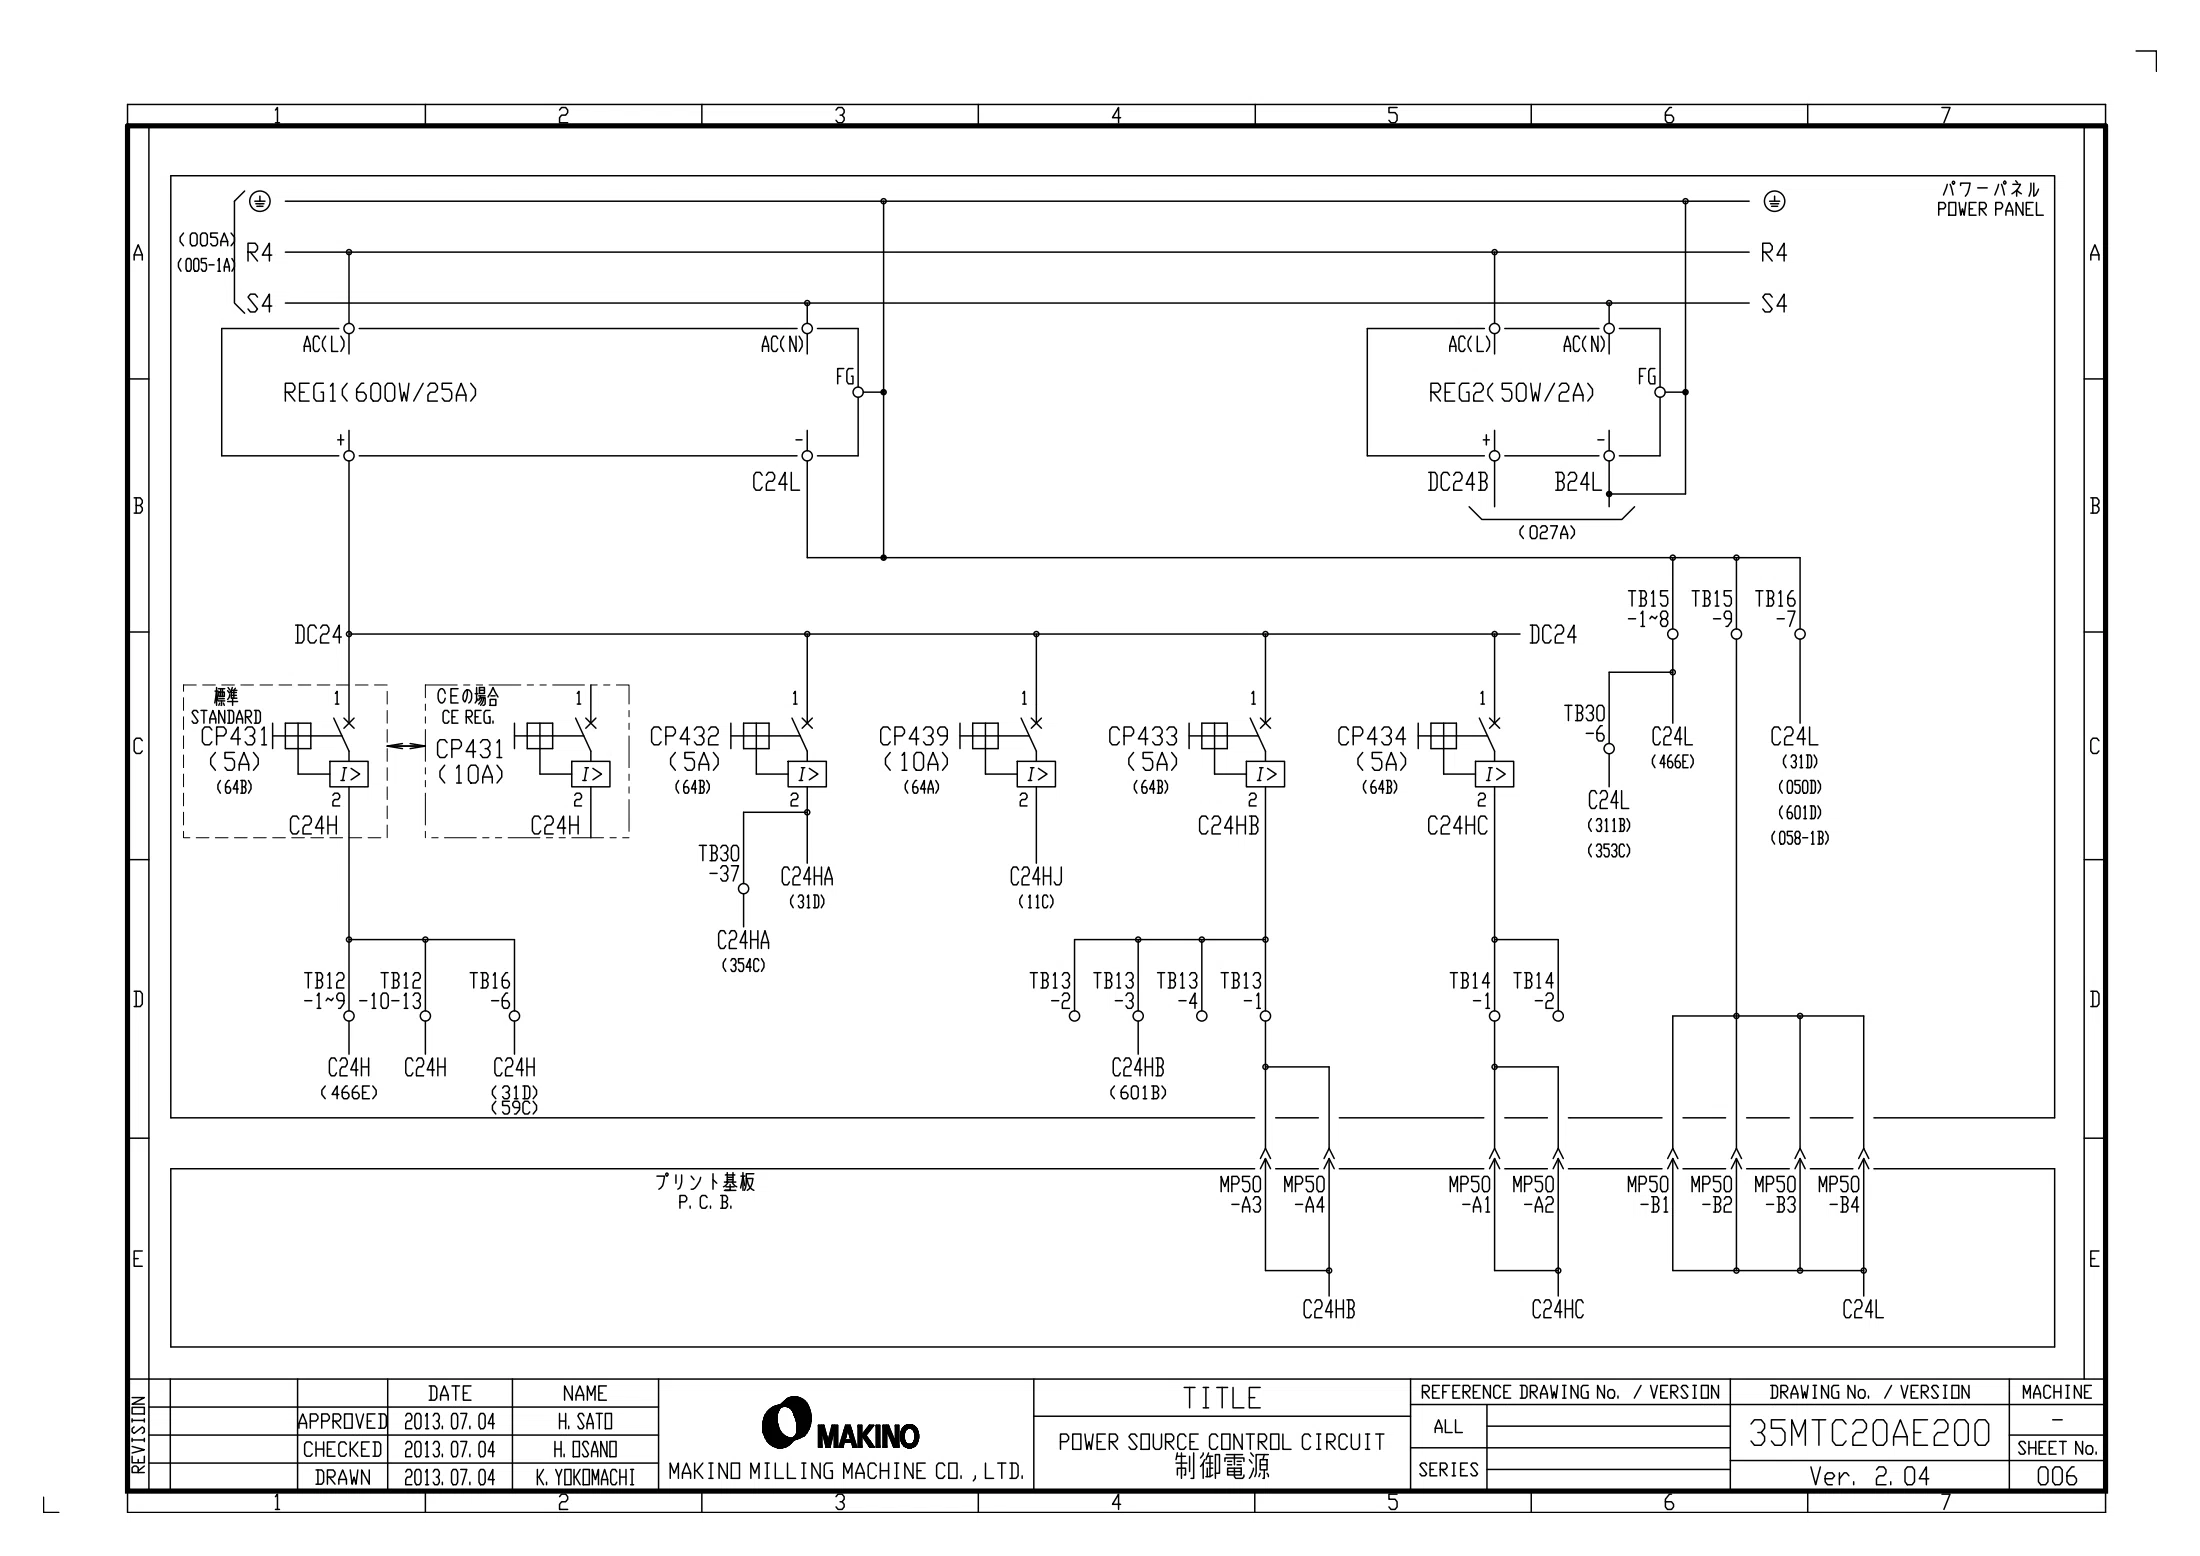 1 2 3 4 5 6 7
パワーパネル
POWER PANEL
(005A)
(005-1A)
R4 R4
S4 S4
A A
AC(L) AC(N) AC(L) AC(N)
FG FG
REG1(600W/25A) REG2(50W/2A)
+ - + -
C24L DC24B B24L
B B
(027A)
TB15 TB15 TB16
-1~8 -9 -7
DC24 DC24
標準
STANDARD
CP431
(5A)
(64B)
1
I>
2
C24H
CEの場合
CE REG.
CP431
(10A)
1
I>
2
C24H
CP432
(5A)
(64B)
1
I>
2
TB30
-37
C24HA
(31D)
C24HA
(354C)
CP439
(10A)
(64A)
1
I>
2
C24HJ
(11C)
CP433
(5A)
(64B)
1
I>
2
C24HB
CP434
(5A)
(64B)
1
I>
2
C24HC
TB30
-6
C24L
(311B)
(353C)
C24L
(466E)
C24L
(31D)
(050D)
(601D)
(058-1B)
C C
D D
TB12 TB12 TB16
-1~9 -10-13 -6
C24H C24H C24H
(466E) (31D)
(59C)
TB13 TB13 TB13 TB13
-2 -3 -4 -1
C24HB
(601B)
TB14 TB14
-1 -2
プリント基板
P. C. B.
MP50 MP50 MP50 MP50 MP50 MP50 MP50 MP50
-A3 -A4 -A1 -A2 -B1 -B2 -B3 -B4
E E
C24HB C24HC C24L
REVISION
DATE NAME
APPROVED 2013. 07. 04 H. SATO
CHECKED 2013. 07. 04 H. OSANO
DRAWN 2013. 07. 04 K. YOKOMACHI
MAKINO
MAKINO MILLING MACHINE CO. , LTD.
TITLE
POWER SOURCE CONTROL CIRCUIT
制御電源
REFERENCE DRAWING No. / VERSION
ALL
SERIES
DRAWING No. / VERSION
35MTC20AE200
Ver. 2. 04
MACHINE
-
SHEET No.
006
1 2 3 4 5 6 7